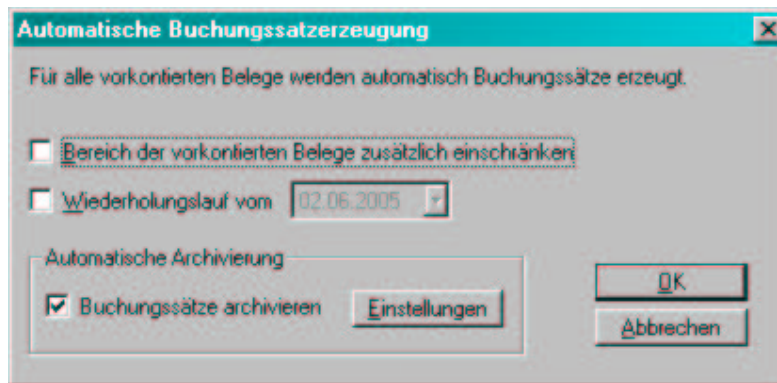 Automatische Buchungssatzerzeugung
Für alle vorkontierten Belege werden automatisch Buchungssätze erzeugt.
Bereich der vorkontierten Belege zusätzlich einschränken
Wiederholungslauf vom 02.06.2005
Automatische Archivierung
Buchungssätze archivieren Einstellungen
OK
Abbrechen